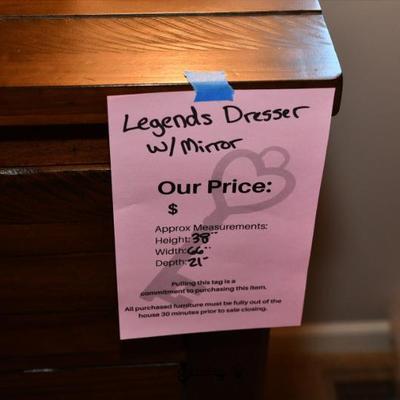 Legends Dresser
w/ Mirror
Our Price:
$
Approx Measurements:
Height: 38"
Width: 66"
Depth: 21"
Pulling this tag is a
commitment to purchasing this item.
All purchased furniture must be fully out of the
house 30 minutes prior to sale closing.